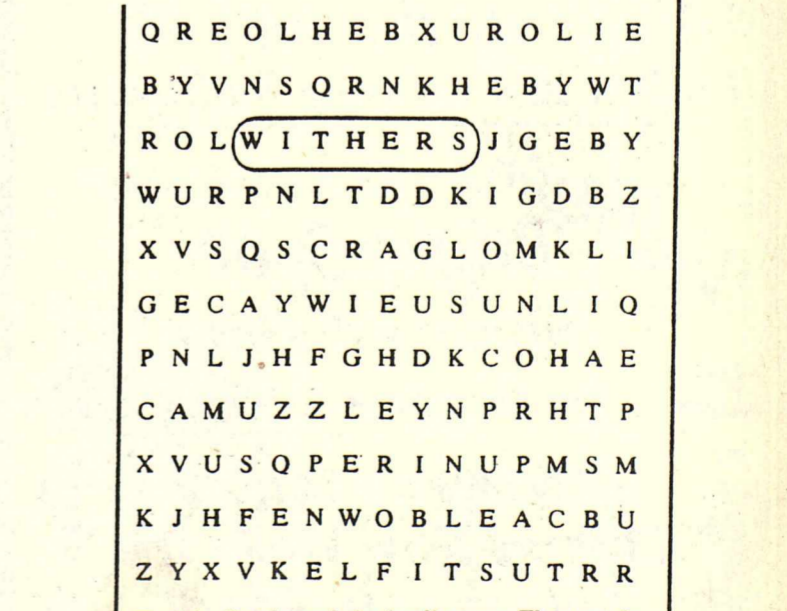 Q R E O L H E B X U R O L I E
B Y V N S Q R N K H E B Y W T
R O L W I T H E R S J G E B Y
W U R P N L T D D K I G D B Z
X V S Q S C R A G L O M K L I
G E C A Y W I E U S U N L I Q
P N L J H F G H D K C O H A E
C A M U Z Z L E Y N P R H T P
X V U S Q P E R I N U P M S M
K J H F E N W O B L E A C B U
Z Y X V K E L F I T S U T R R